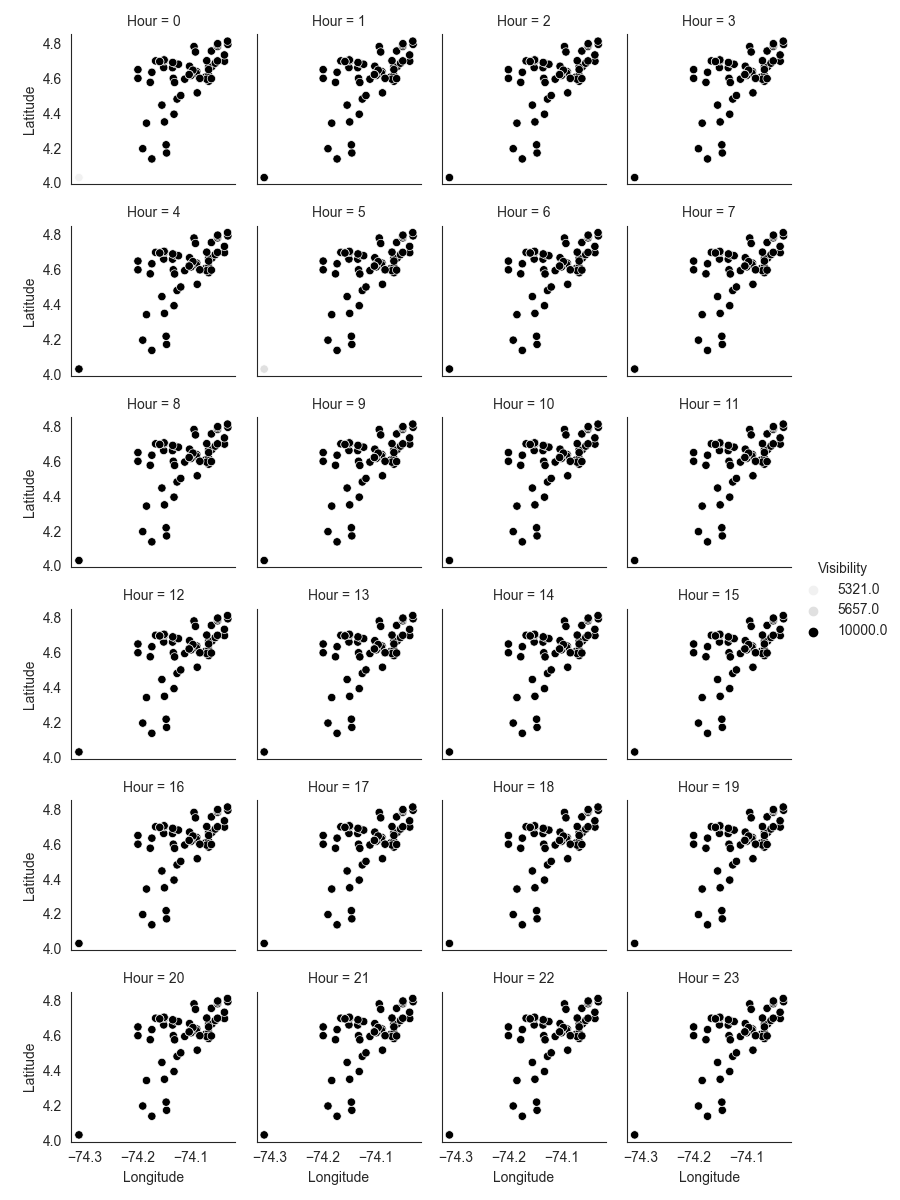 Hour = 0 Hour = 1 Hour = 2 Hour = 3
4.8
4.6
4.4
4.2
4.0
Latitude
Hour = 4 Hour = 5 Hour = 6 Hour = 7
4.8
4.6
4.4
4.2
4.0
Latitude
Hour = 8 Hour = 9 Hour = 10 Hour = 11
4.8
4.6
4.4
4.2
4.0
Latitude
Hour = 12 Hour = 13 Hour = 14 Hour = 15
4.8
4.6
4.4
4.2
4.0
Latitude
Hour = 16 Hour = 17 Hour = 18 Hour = 19
4.8
4.6
4.4
4.2
4.0
Latitude
Hour = 20 Hour = 21 Hour = 22 Hour = 23
4.8
4.6
4.4
4.2
4.0
Latitude
−74.3 −74.2 −74.1 −74.3 −74.2 −74.1 −74.3 −74.2 −74.1 −74.3 −74.2 −74.1
Longitude Longitude Longitude Longitude
Visibility
5321.0
5657.0
10000.0